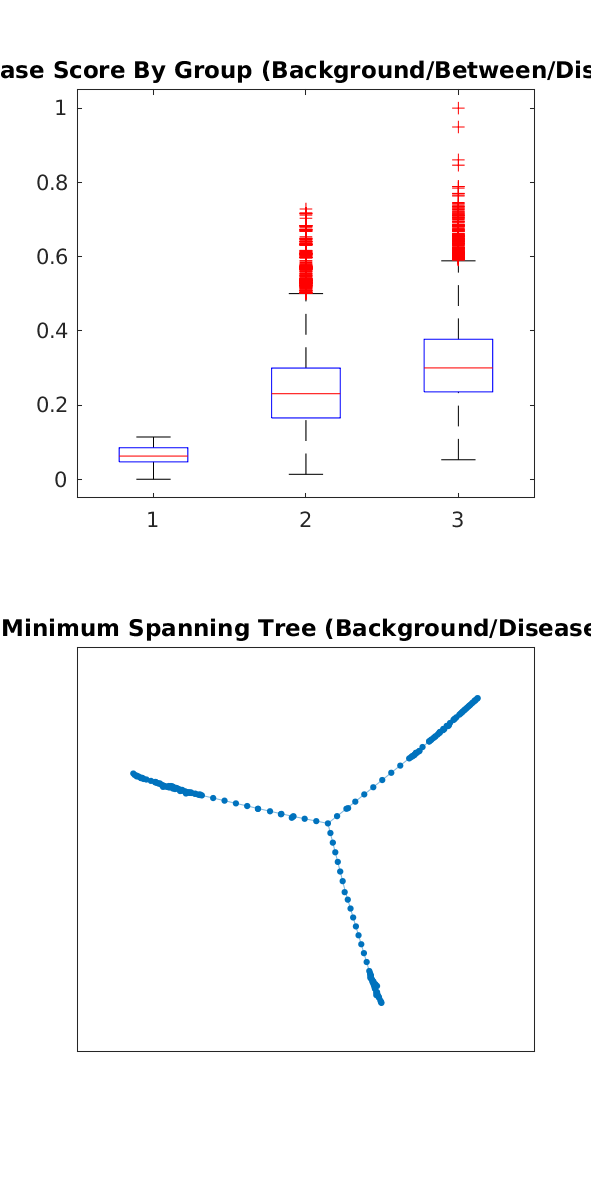 ase Score By Group (Background/Between/Dis
1
0.8
0.6
0.4
0.2
0
1 2 3
Minimum Spanning Tree (Background/Disease